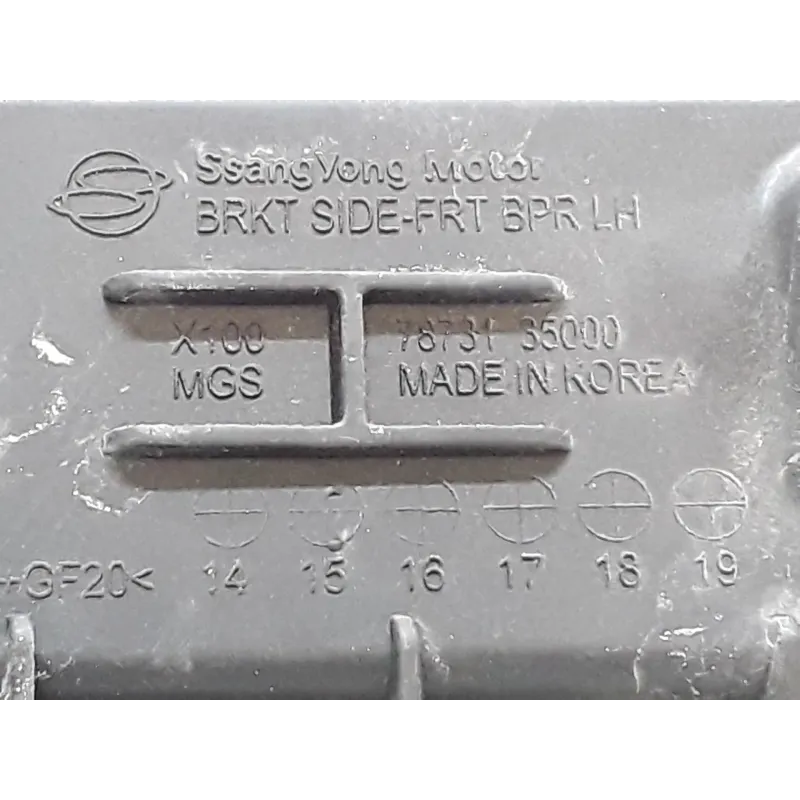 SsangYong Motor
BRKT SIDE-FRT BPR LH
X100 78731 35000
MGS MADE IN KOREA
+GF20< 14 15 16 17 18 19